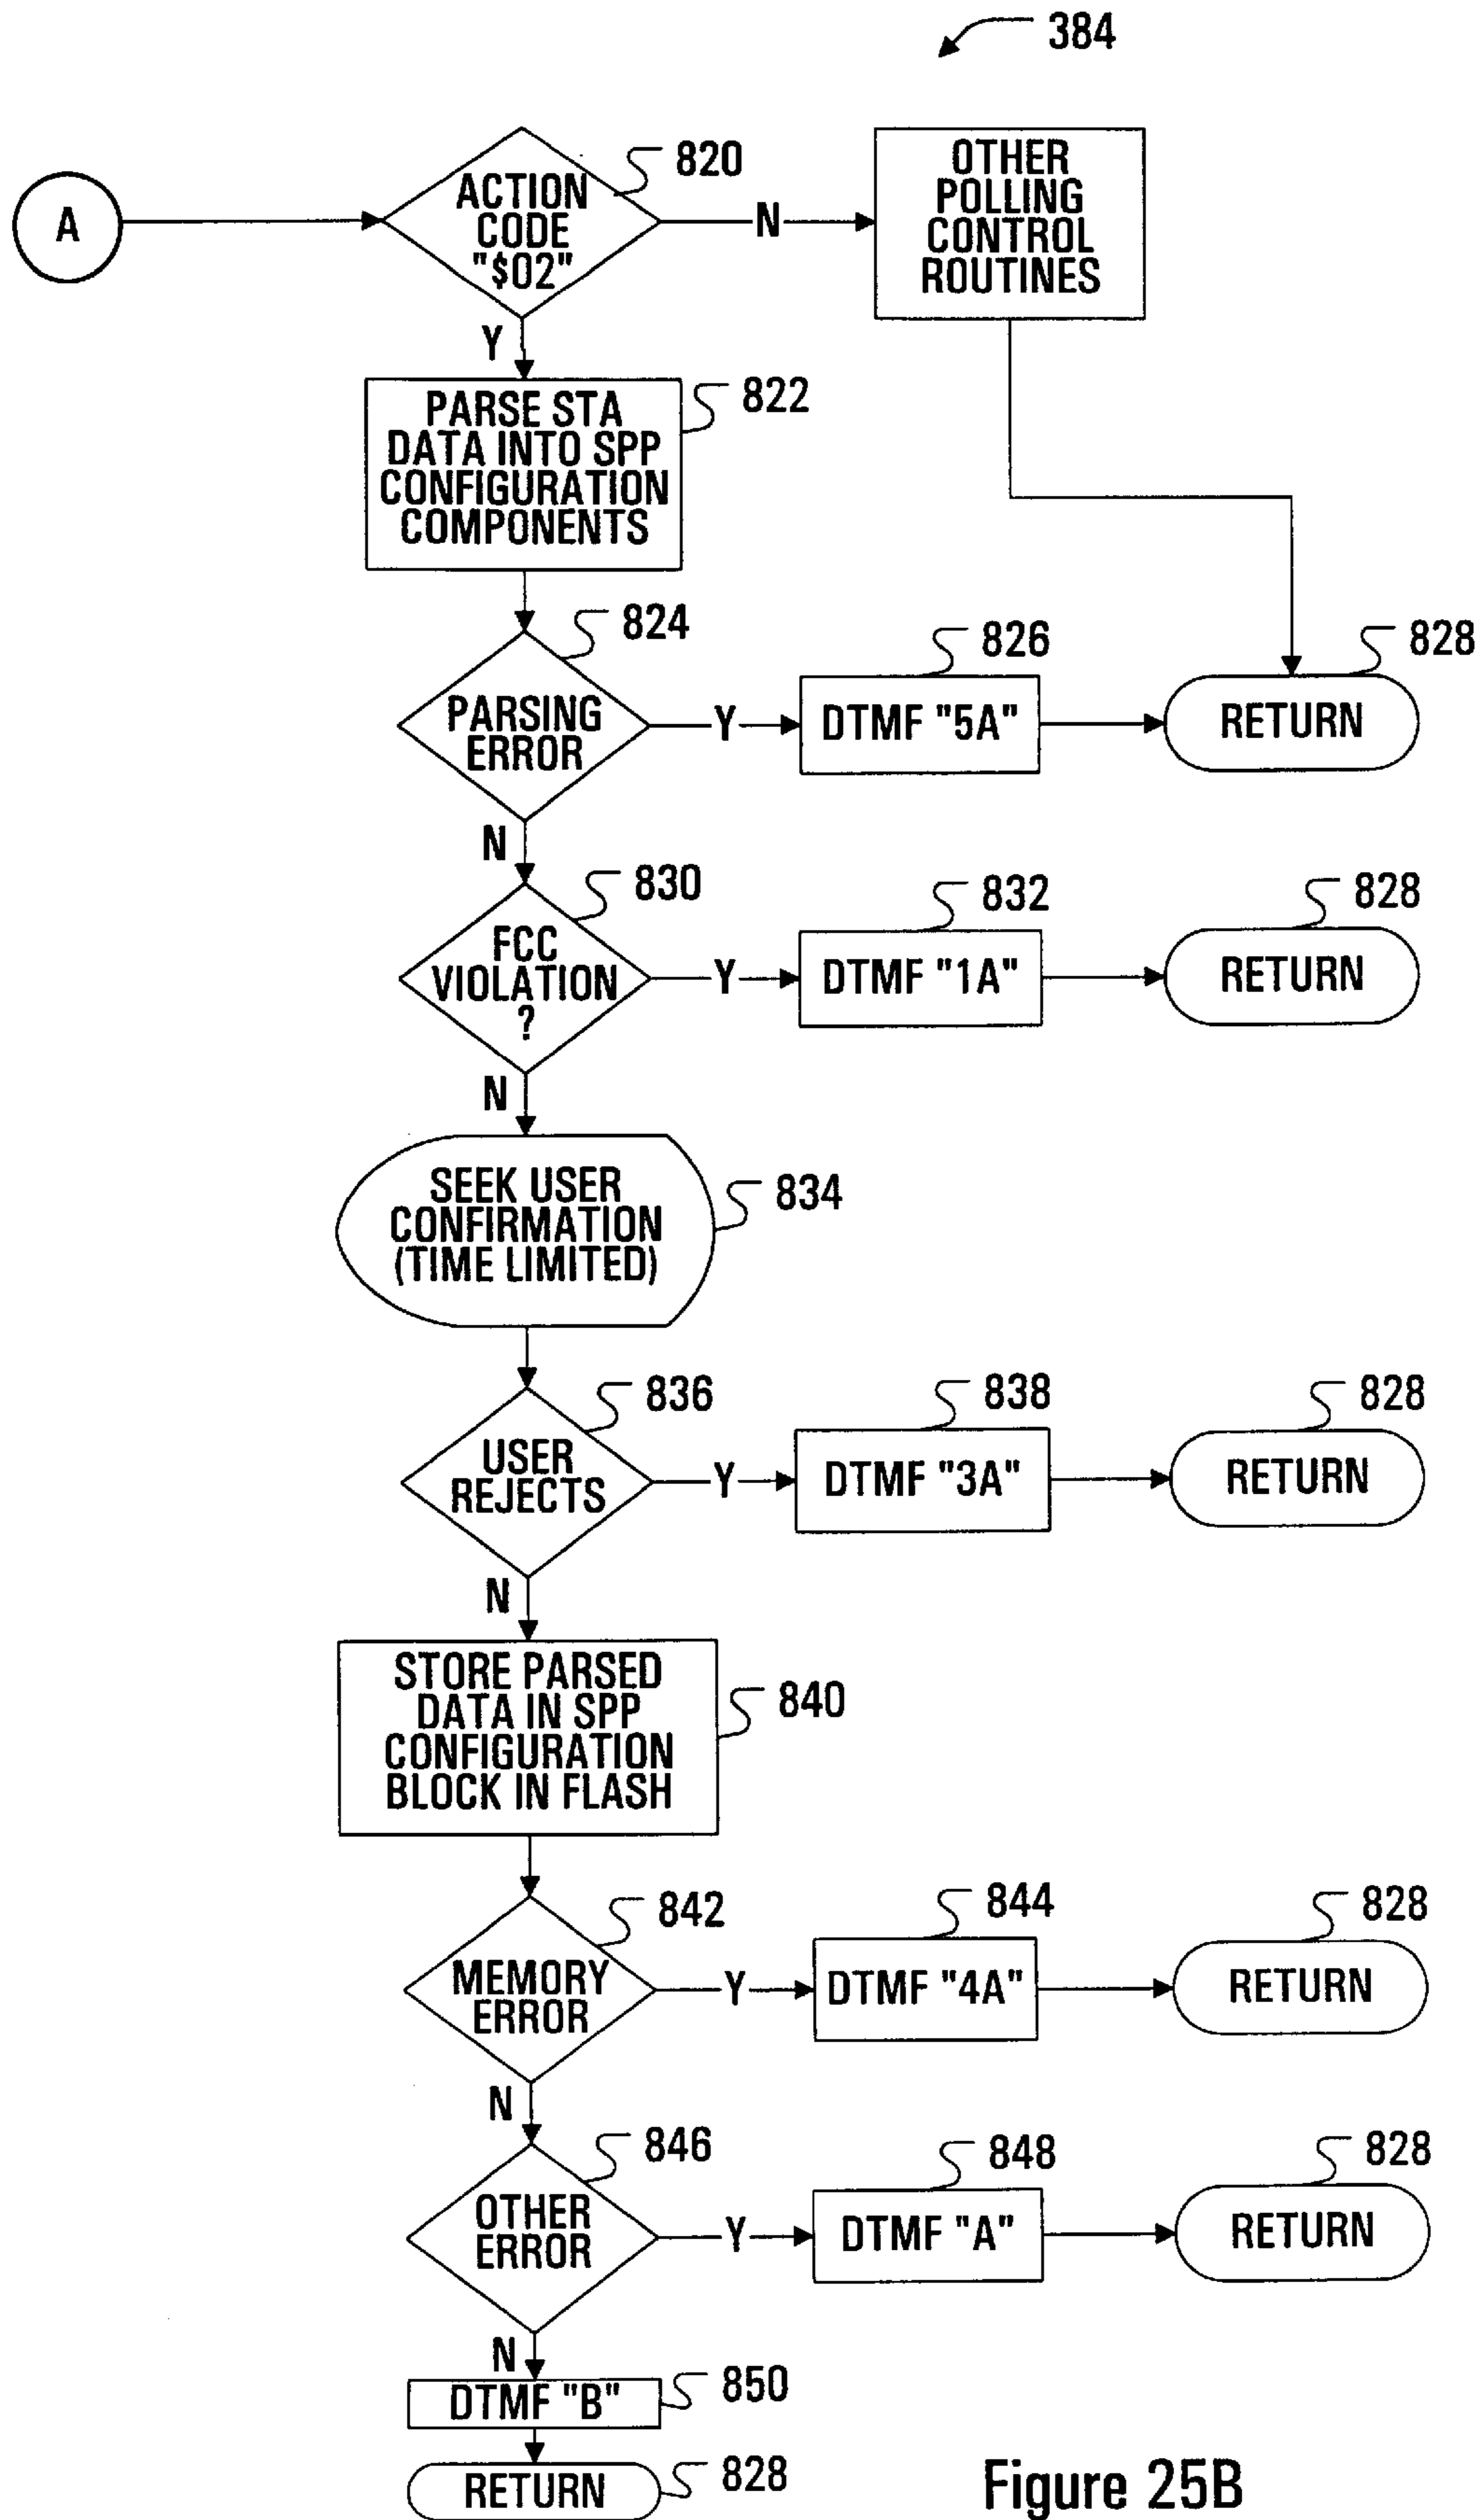 384
A
ACTION
CODE
"$02"
820
N
OTHER
POLLING
CONTROL
ROUTINES
Y
PARSE STA
DATA INTO SPP
CONFIGURATION
COMPONENTS
822
824
PARSING
ERROR
Y
826
DTMF "5A"
828
RETURN
N
830
FCC
VIOLATION
?
Y
832
DTMF "1A"
828
RETURN
N
SEEK USER
CONFIRMATION
(TIME LIMITED)
834
836
USER
REJECTS
Y
838
DTMF "3A"
828
RETURN
N
STORE PARSED
DATA IN SPP
CONFIGURATION
BLOCK IN FLASH
840
842
MEMORY
ERROR
Y
844
DTMF "4A"
828
RETURN
N
846
OTHER
ERROR
Y
848
DTMF "A"
828
RETURN
N
DTMF "B"
850
RETURN
828
Figure 25B